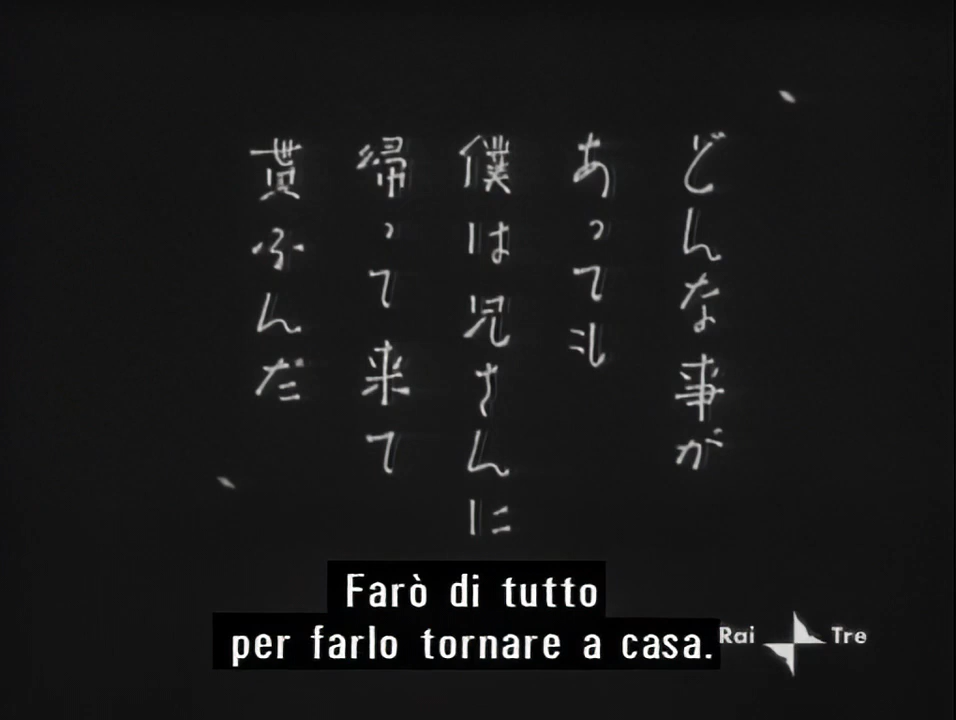 どんな事が
あっても
僕は兄さんに
帰って来て
貰ふんだ
Farò di tutto
per farlo tornare a casa.
Rai Tre